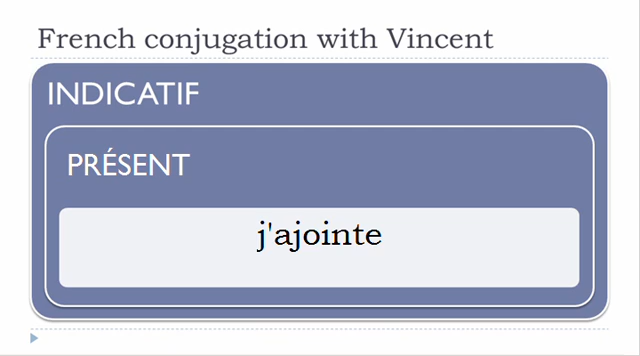 French conjugation with Vincent
INDICATIF
PRÉSENT
j'ajointe